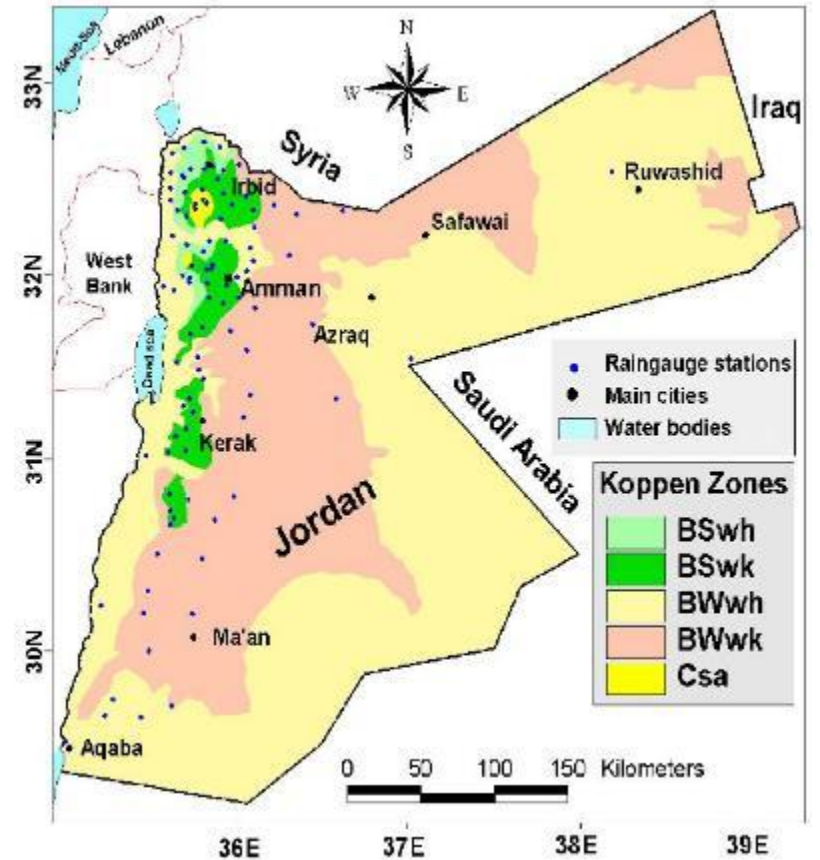 Medit-Sea
Lebanon
33N
N
W
E
S
Syria
Iraq
Irbid
Ruwashid
Safawai
32N
West
Bank
Amman
Azraq
Dead sea
Saudi Arabia
Raingauge stations
Main cities
Water bodies
31N
Kerak
Jordan
Koppen Zones
BSwh
BSwk
BWwh
BWwk
Csa
30N
Ma'an
Aqaba
0 50 100 150 Kilometers
36E 37E 38E 39E